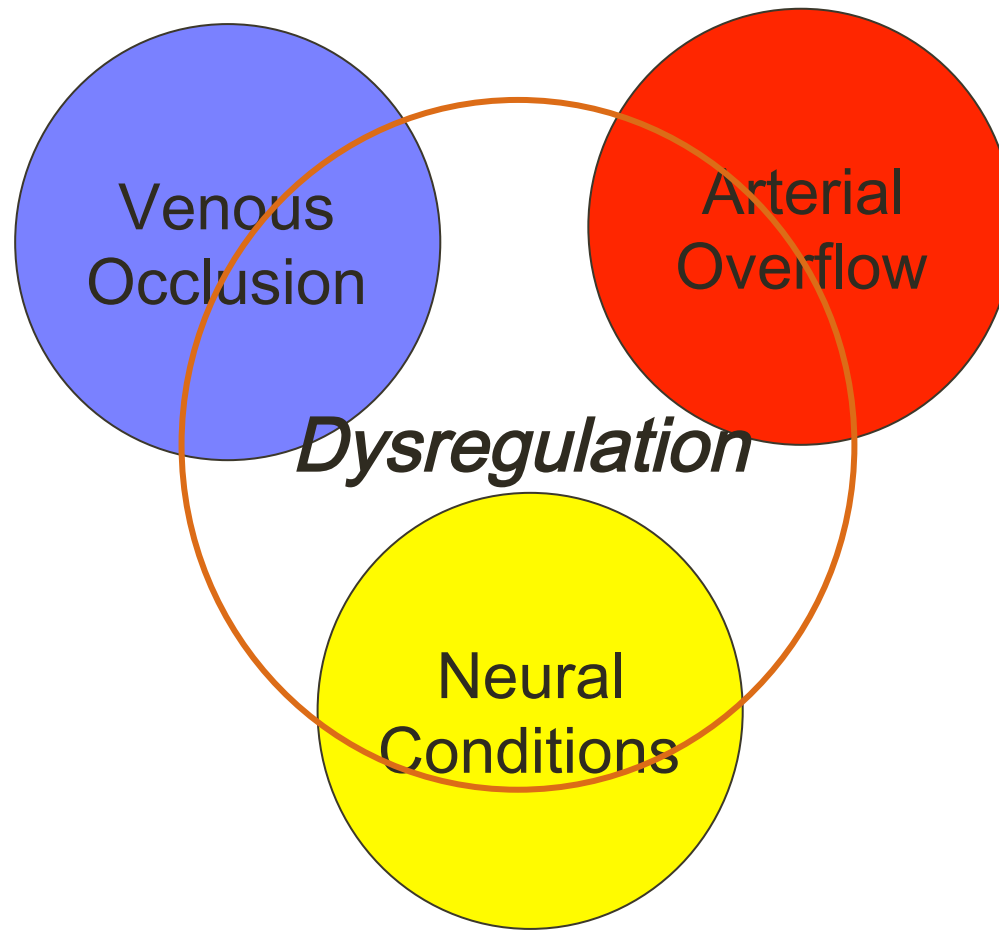 Venous
Occlusion
Arterial
Overflow
Dysregulation
Neural
Conditions